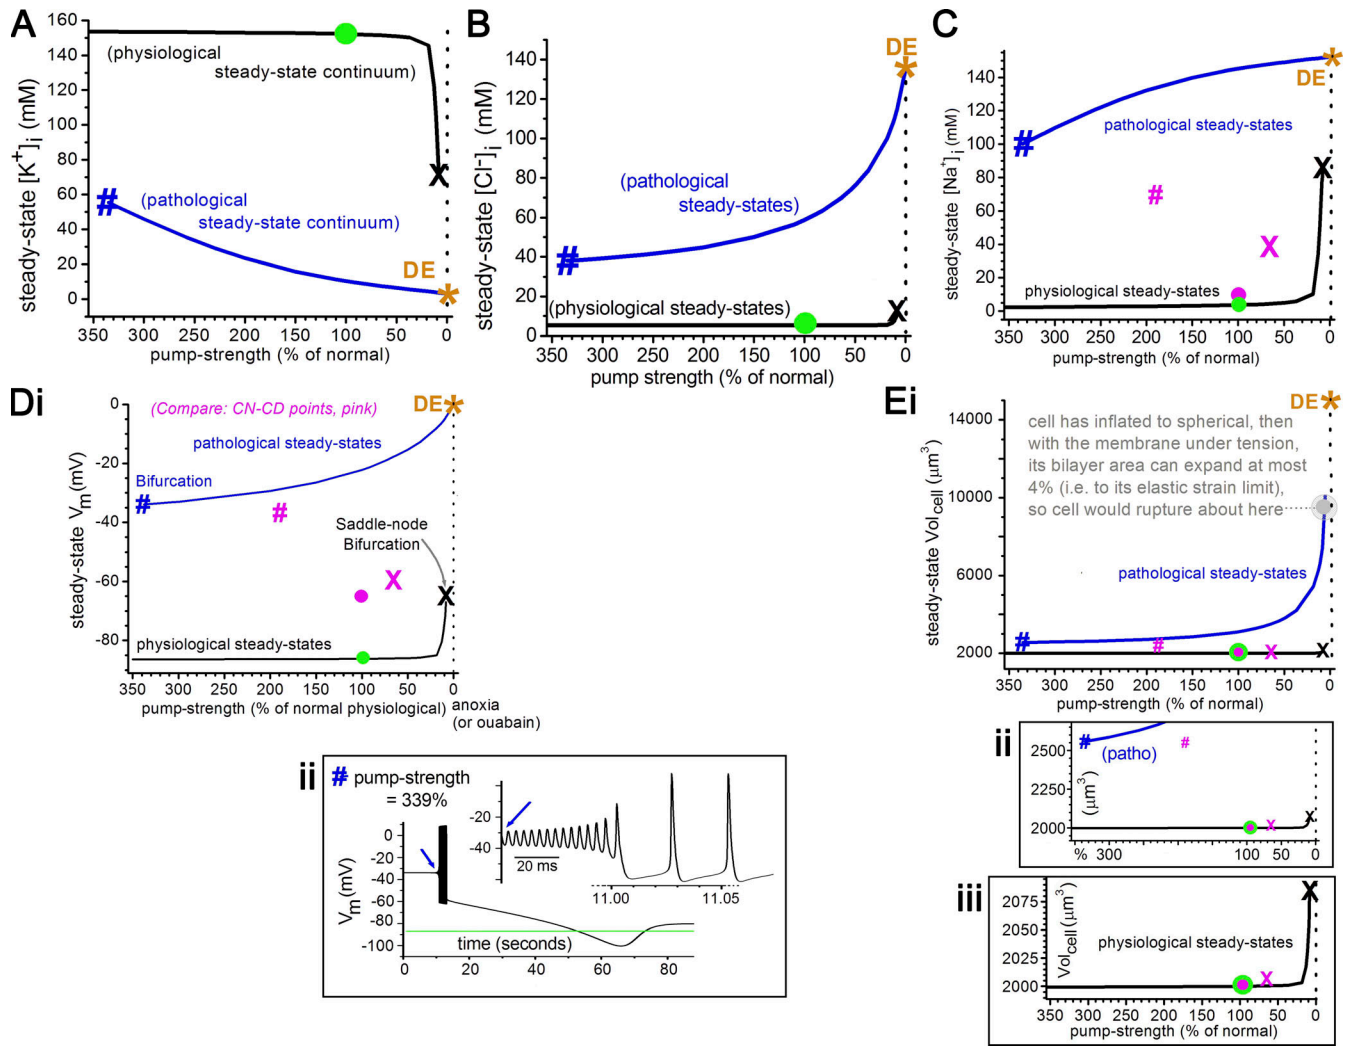 A
steady-state [K+]i (mM)
160
140
120
100
80
60
40
20
0
(physiological
steady-state continuum)
X
#
(pathological
steady-state continuum)
DE
*
350 300 250 200 150 100 50 0
pump-strength (% of normal)
B
steady-state [Cl-]i (mM)
140
120
100
80
60
40
20
0
DE
*
(pathological
steady-states)
#
(physiological steady-states)
X
350 300 250 200 150 100 50 0
pump strength (% of normal)
C
steady-state [Na+]i (mM)
160
140
120
100
80
60
40
20
0
*
DE
#
pathological steady-states
#
X
X
physiological steady-states
350 300 250 200 150 100 50 0
pump-strength (% of normal)
Di
steady-state Vm (mV)
0
-20
-40
-60
-80
(Compare: CN-CD points, pink)
DE
*
pathological steady-states
Bifurcation
#
#
Saddle-node
Bifurcation
X
X
physiological steady-states
350 300 250 200 150 100 50 0
pump-strength (% of normal physiological)
anoxia
(or ouabain)
ii
# pump-strength
= 339%
Vm (mV)
0
-20
-40
-60
-80
-100
-20
-40
20 ms
11.00 11.05
time (seconds)
0 20 40 60 80
Ei
steady-state Volcell (μm3)
14000
10000
6000
2000
DE
*
cell has inflated to spherical, then
with the membrane under tension,
its bilayer area can expand at most
4% (i.e. to its elastic strain limit),
so cell would rupture about here
pathological steady-states
#
#
X
X
350 300 250 200 150 100 50 0
pump-strength (% of normal)
ii
2500
2000
#
(patho)
#
(μm3)
X
X
% 300 100 50 0
iii
2075
2050
2025
2000
Volcell (μm3)
X
physiological steady-states
X
350 300 250 200 150 100 50 0
pump-strength (% of normal)